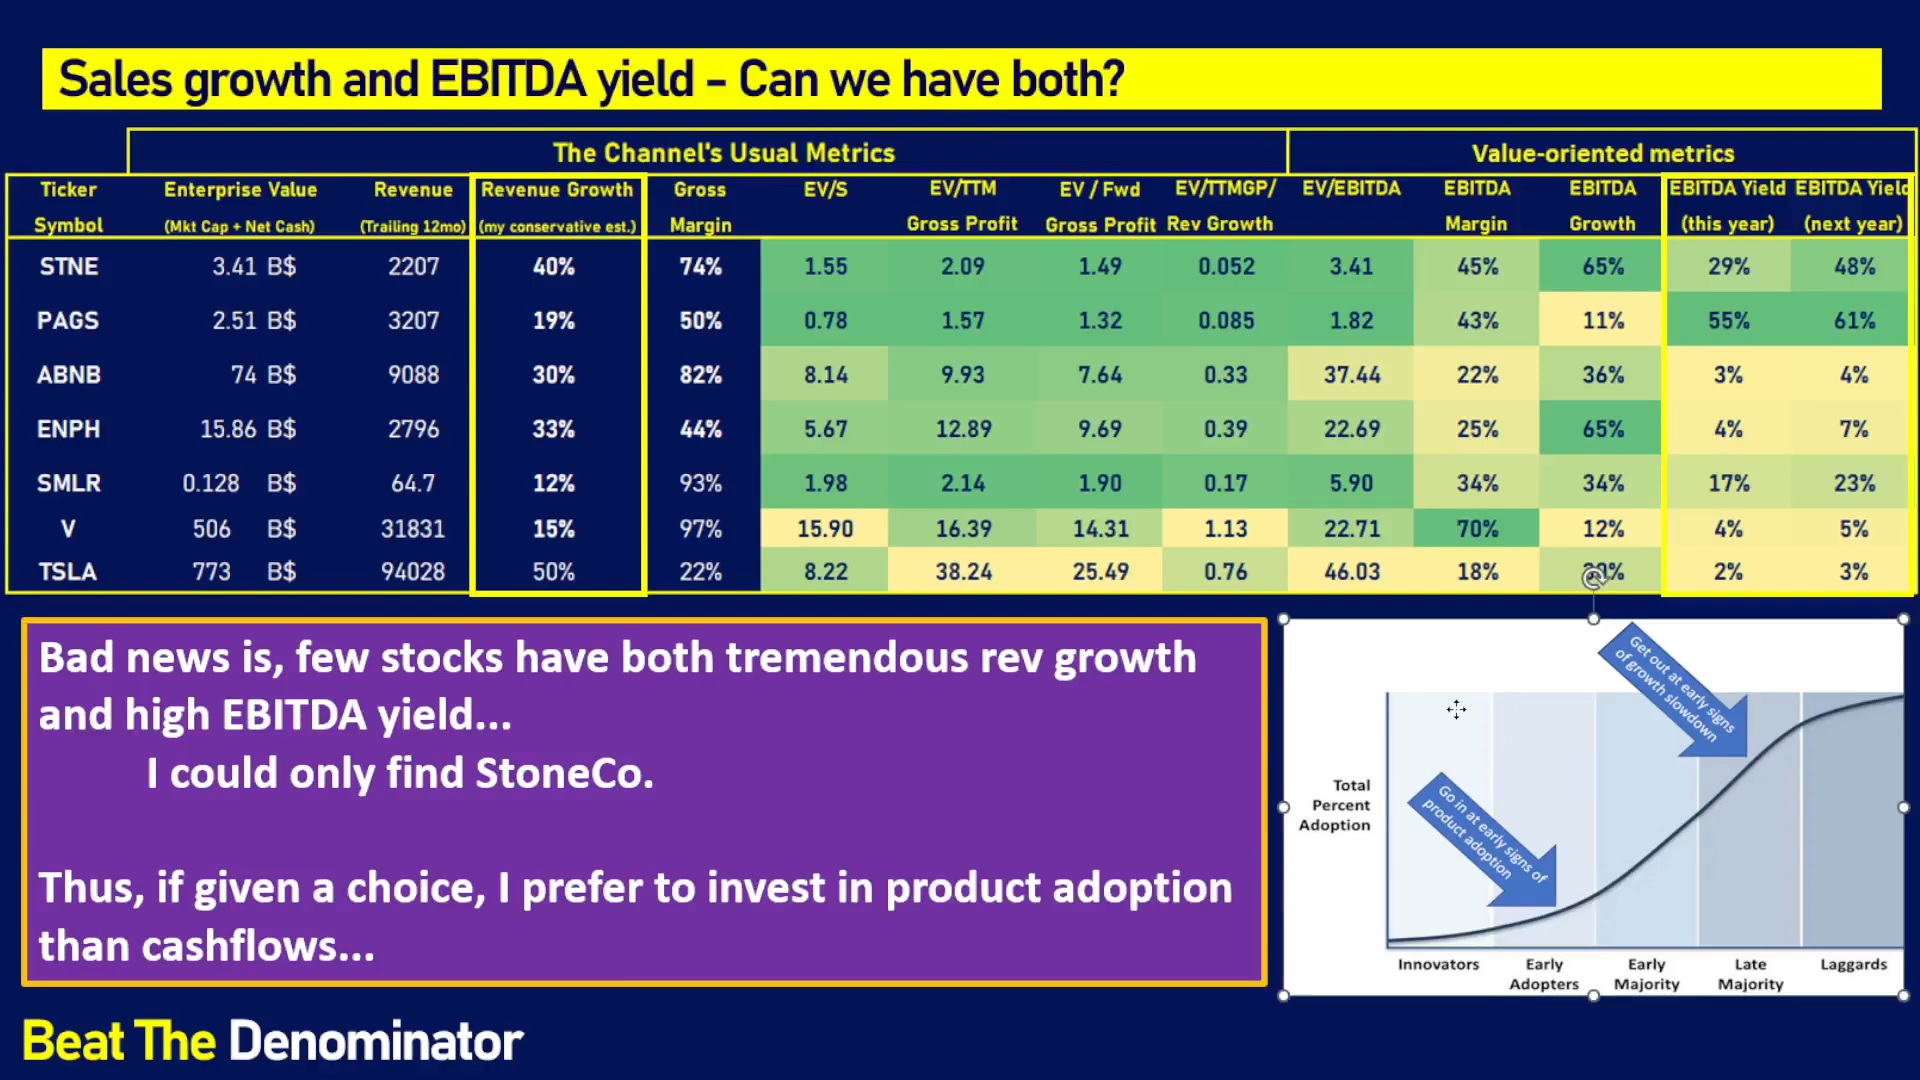 Sales growth and EBITDA yield – Can we have both?
The Channel's Usual Metrics Value-oriented metrics
Ticker Enterprise Value Revenue Revenue Growth Gross EV/S EV/TTM EV / Fwd EV/TTMGP/ EV/EBITDA EBITDA EBITDA EBITDA Yield EBITDA Yield
Symbol (Mkt Cap + Net Cash) (Trailing 12mo) (my conservative est.) Margin Gross Profit Gross Profit Rev Growth Margin Growth (this year) (next year)
STNE 3.41 B$ 2207 40% 74% 1.55 2.09 1.49 0.052 3.41 45% 65% 29% 48%
PAGS 2.51 B$ 3207 19% 50% 0.78 1.57 1.32 0.085 1.82 43% 11% 55% 61%
ABNB 74 B$ 9088 30% 82% 8.14 9.93 7.64 0.33 37.44 22% 36% 3% 4%
ENPH 15.86 B$ 2796 33% 44% 5.67 12.89 9.69 0.39 22.69 25% 65% 4% 7%
SMLR 0.128 B$ 64.7 12% 93% 1.98 2.14 1.90 0.17 5.90 34% 34% 17% 23%
V 506 B$ 31831 15% 97% 15.90 16.39 14.31 1.13 22.71 70% 12% 4% 5%
TSLA 773 B$ 94028 50% 22% 8.22 38.24 25.49 0.76 46.03 18% 2% 3%
Bad news is, few stocks have both tremendous rev growth
and high EBITDA yield...
I could only find StoneCo.
Thus, if given a choice, I prefer to invest in product adoption
than cashflows...
Get out at early signs
of growth slowdown
Go in at early signs of
product adoption
Total
Percent
Adoption
Innovators Early Early Late Laggards
Adopters Majority Majority
Beat The Denominator